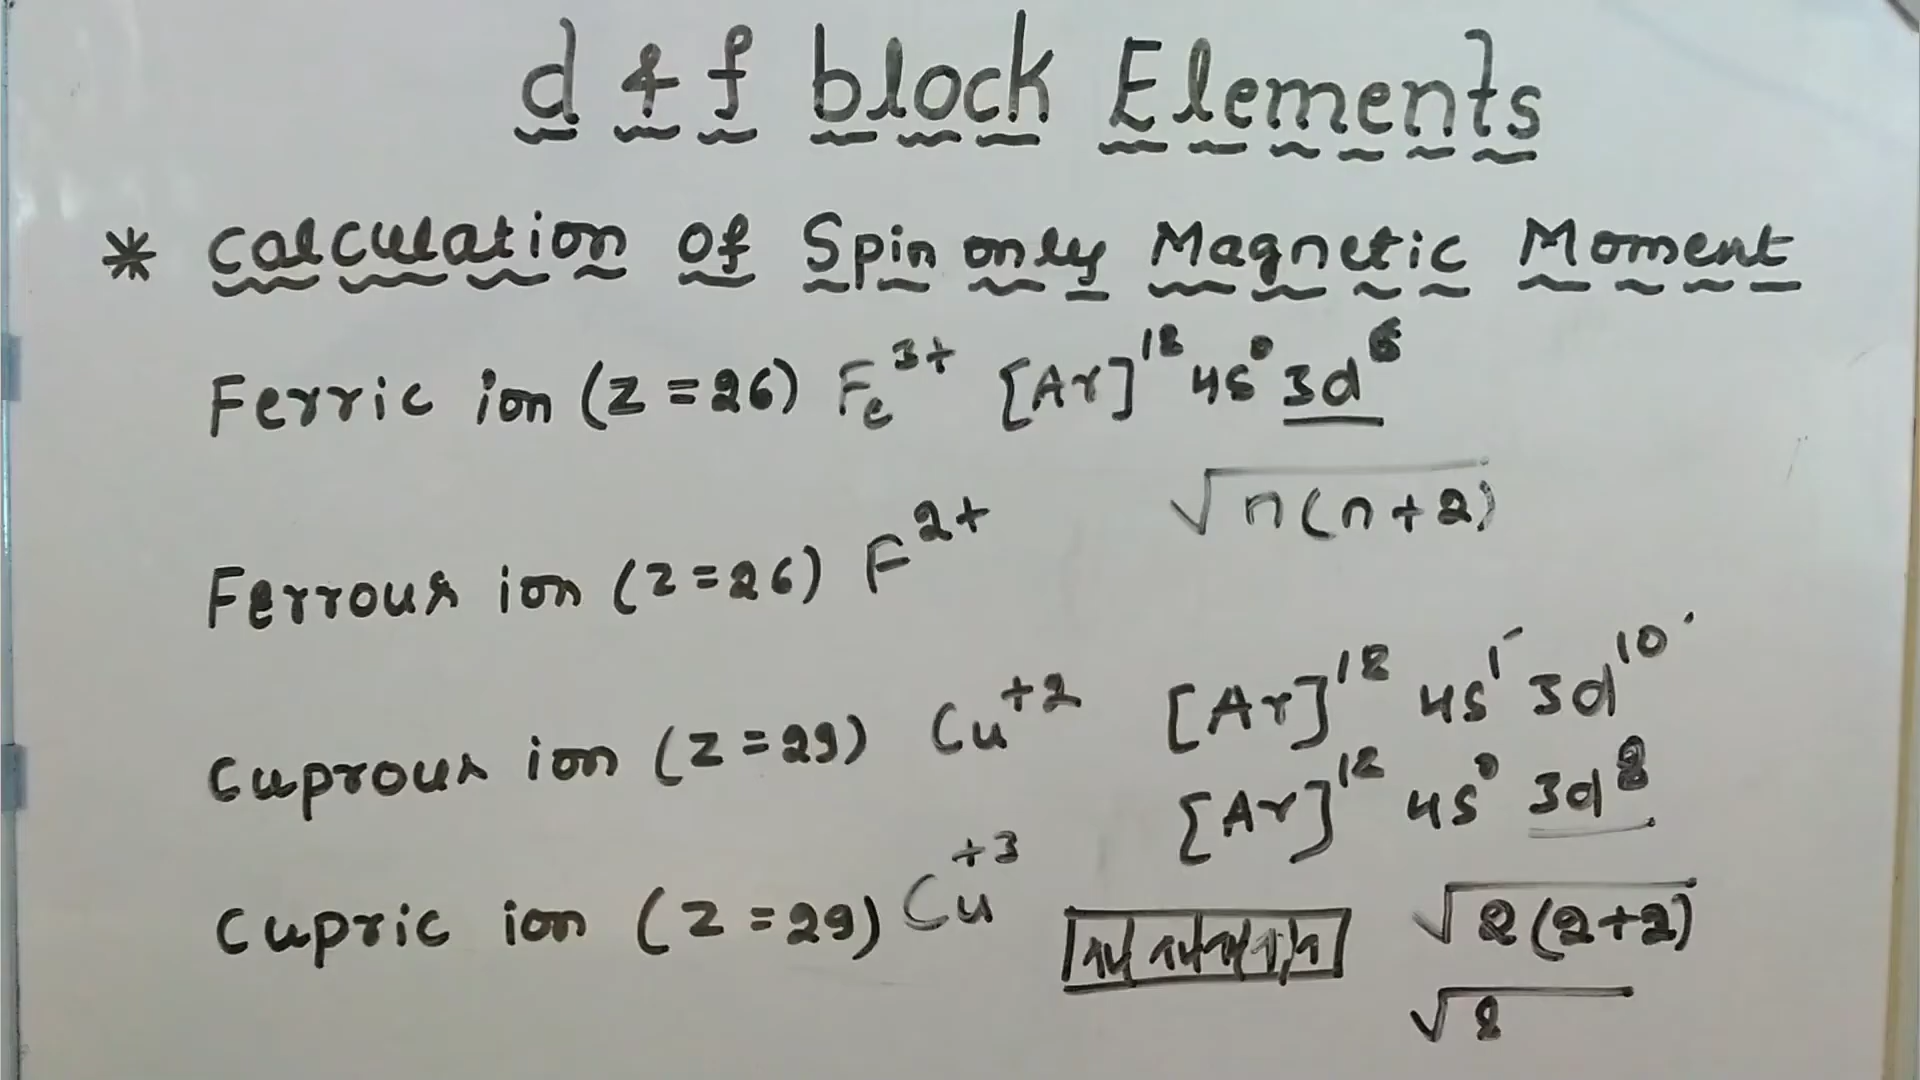 d & f block Elements
* Calculation of Spin only Magnetic Moment
Ferric ion (Z=26) Fe³⁺ [Ar]¹⁸ 4s⁰ 3d⁶
√n(n+2)
Ferrous ion (Z=26) F²⁺
Cuprous ion (Z=29) Cu⁺² [Ar]¹⁸ 4s¹ 3d¹⁰
[Ar]¹⁸ 4s⁰ 3d⁸
Cupric ion (Z=29) Cu⁺³ √2(2+2)
√8